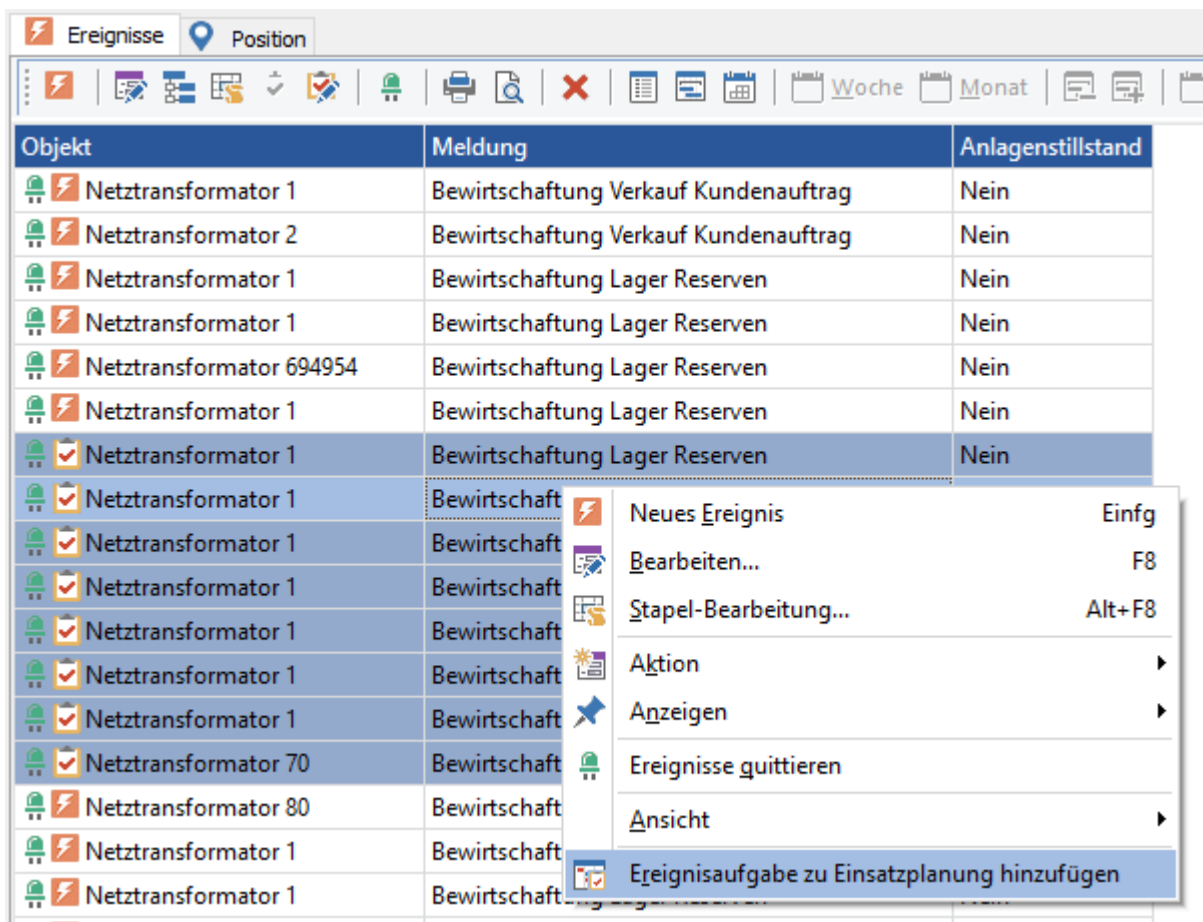 Ereignisse Position
Woche Monat
Objekt Meldung Anlagenstillstand
Netztransformator 1 Bewirtschaftung Verkauf Kundenauftrag Nein
Netztransformator 2 Bewirtschaftung Verkauf Kundenauftrag Nein
Netztransformator 1 Bewirtschaftung Lager Reserven Nein
Netztransformator 1 Bewirtschaftung Lager Reserven Nein
Netztransformator 694954 Bewirtschaftung Lager Reserven Nein
Netztransformator 1 Bewirtschaftung Lager Reserven Nein
Netztransformator 1 Bewirtschaftung Lager Reserven Nein
Netztransformator 1 Bewirtschaft
Neues Ereignis Einfg
Netztransformator 1 Bewirtschaft
Bearbeiten... F8
Netztransformator 1 Bewirtschaft
Stapel-Bearbeitung... Alt+F8
Netztransformator 1 Bewirtschaft
Aktion
Netztransformator 1 Bewirtschaft
Anzeigen
Netztransformator 1 Bewirtschaft
Netztransformator 70 Bewirtschaft
Ereignisse quittieren
Netztransformator 80 Bewirtschaft
Ansicht
Netztransformator 1 Bewirtschaft
Ereignisaufgabe zu Einsatzplanung hinzufügen
Netztransformator 1